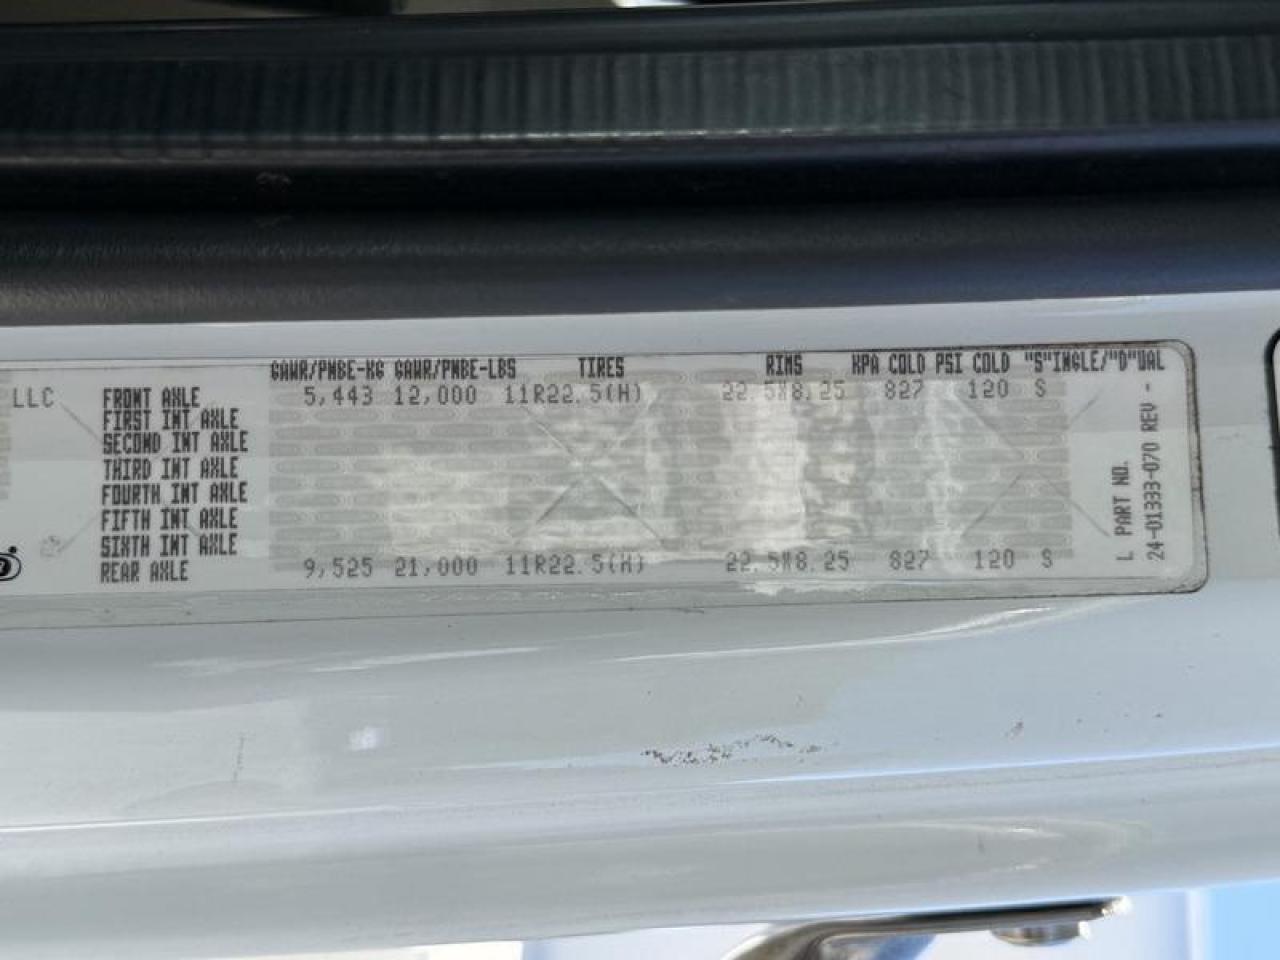 GAWR/PNBE-KG GAWR/PNBE-LBS TIRES RIMS KPA COLD PSI COLD "S"INGLE/"D"UAL
LLC
FRONT AXLE 5,443 12,000 11R22.5(H) 22.5X8.25 827 120 S
FIRST INT AXLE
SECOND INT AXLE
THIRD INT AXLE
FOURTH INT AXLE
FIFTH INT AXLE
SIXTH INT AXLE
REAR AXLE 9,525 21,000 11R22.5(H) 22.5X8.25 827 120 S
L PART NO.
24-01333-070 REV -